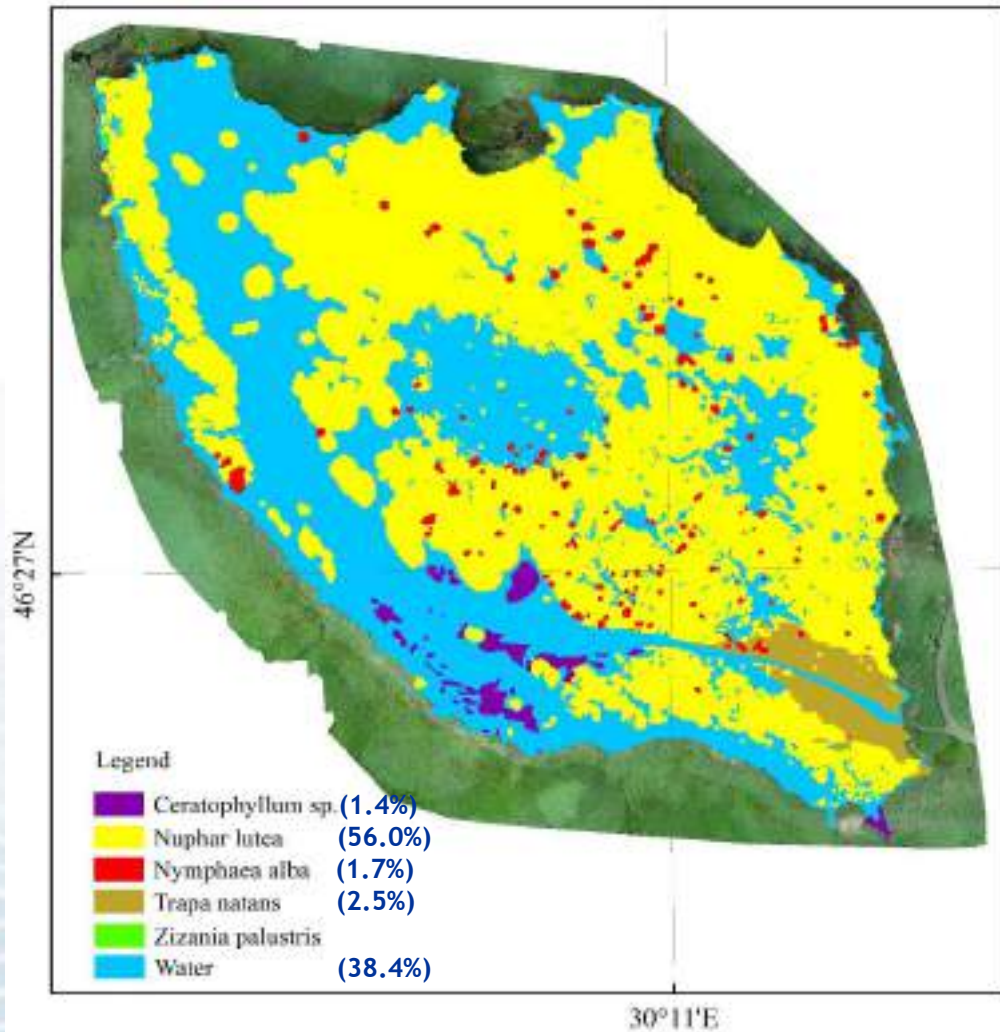 46°27'N
Legend
Ceratophyllum sp. (1.4%)
Nuphar lutea (56.0%)
Nymphaea alba (1.7%)
Trapa natans (2.5%)
Zizania palustris
Water (38.4%)
30°11'E